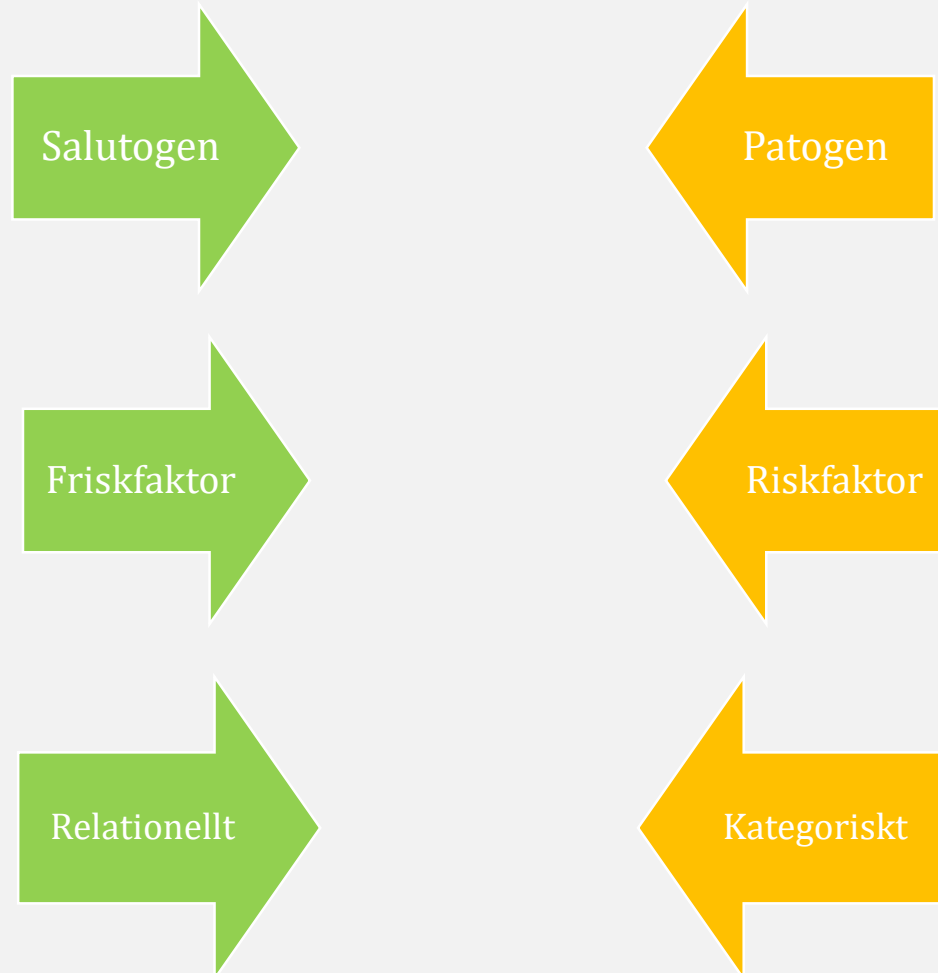 Salutogen
Patogen
Friskfaktor
Riskfaktor
Relationellt
Kategoriskt